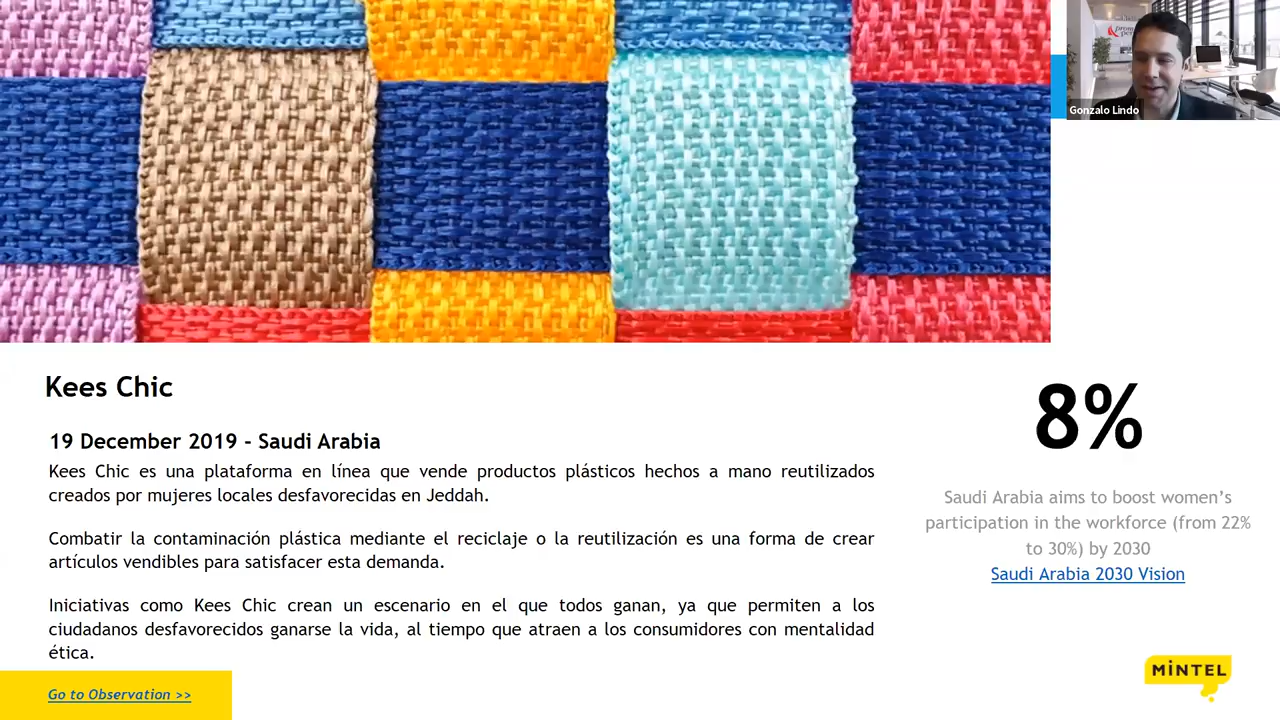 Gonzalo Lindo
Kees Chic
19 December 2019 - Saudi Arabia
Kees Chic es una plataforma en línea que vende productos plásticos hechos a mano reutilizados
creados por mujeres locales desfavorecidas en Jeddah.
Combatir la contaminación plástica mediante el reciclaje o la reutilización es una forma de crear
artículos vendibles para satisfacer esta demanda.
Iniciativas como Kees Chic crean un escenario en el que todos ganan, ya que permiten a los
ciudadanos desfavorecidos ganarse la vida, al tiempo que atraen a los consumidores con mentalidad
ética.
Go to Observation >>
8%
Saudi Arabia aims to boost women’s
participation in the workforce (from 22%
to 30%) by 2030
Saudi Arabia 2030 Vision
MiNTEL